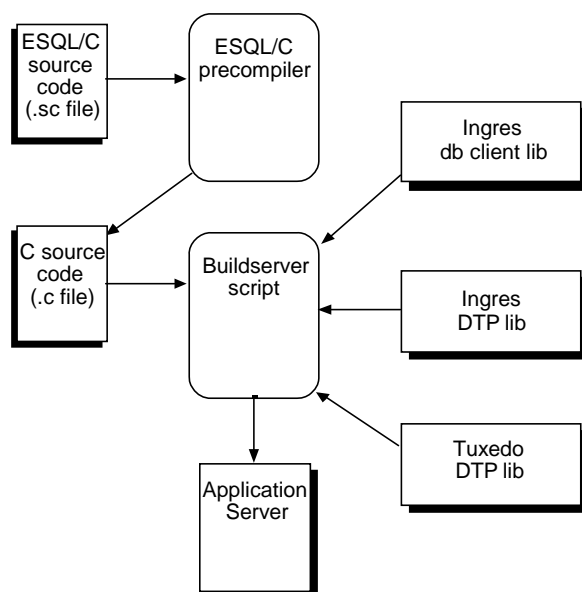 ESQL/C
source
code
(.sc file)
ESQL/C
precompiler
Ingres
db client lib
C source
code
(.c file)
Buildserver
script
Ingres
DTP lib
Tuxedo
DTP lib
Application
Server